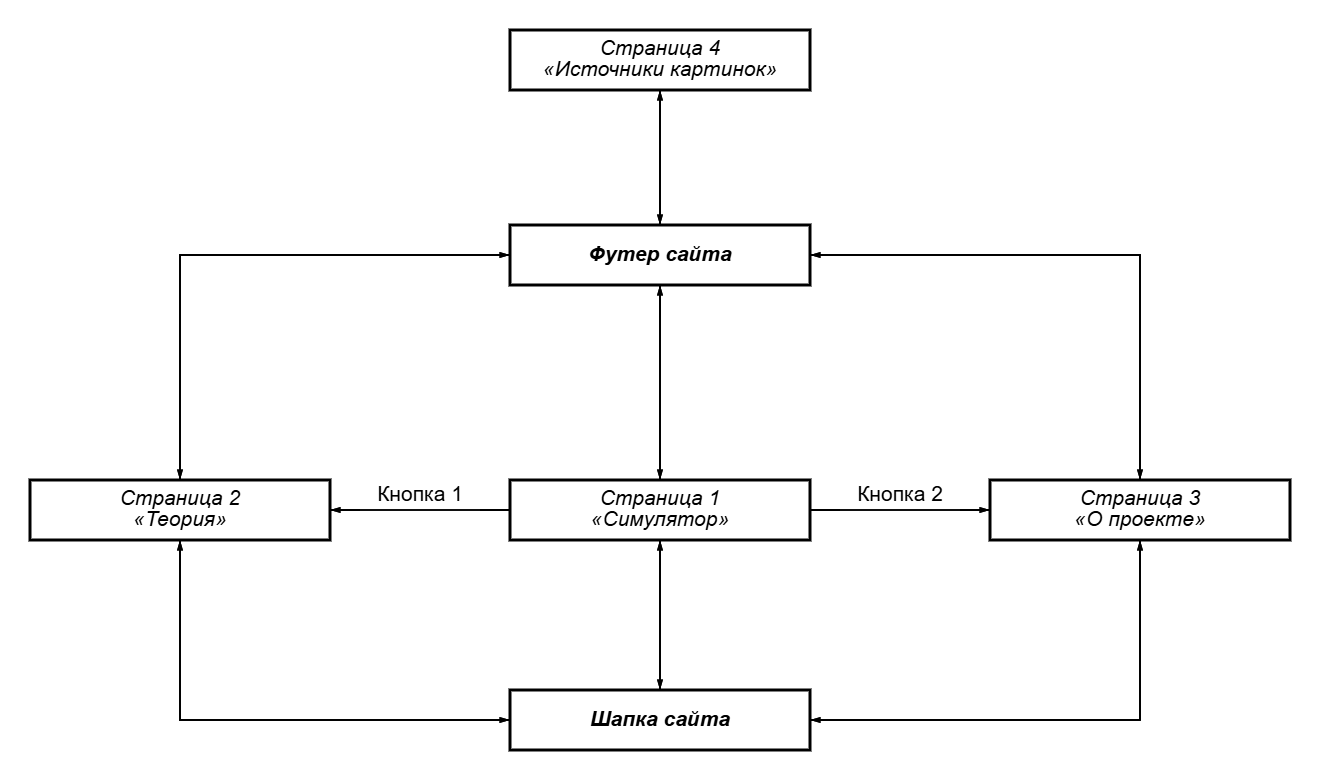 Страница 4
«Источники картинок»
Футер сайта
Кнопка 1
Кнопка 2
Страница 2
«Теория»
Страница 1
«Симулятор»
Страница 3
«О проекте»
Шапка сайта